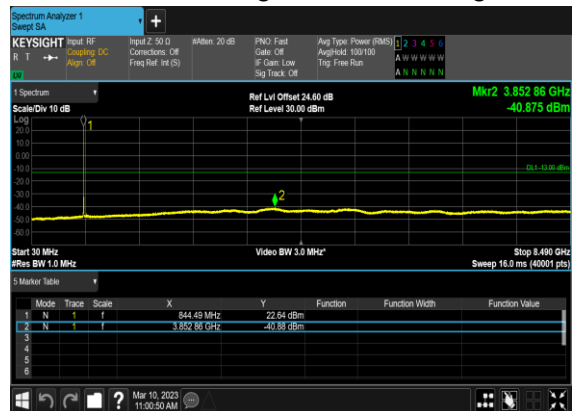 Spectrum Analyzer 1
Swept SA
+
KEYSIGHT Input: RF Input Z: 50 Ω #Atten: 20 dB PNO: Fast Avg Type: Power (RMS) 1 2 3 4 5 6
R T Coupling: DC Corrections: Off Gate: Off Avg|Hold: 100/100 A W W W W W
Align: Off Freq Ref: Int (S) IF Gain: Low Trig: Free Run
LW Sig Track: Off A N N N N N
1 Spectrum Ref Lvl Offset 24.60 dB Mkr2 3.852 86 GHz
Scale/Div 10 dB Ref Level 30.00 dBm -40.875 dBm
Log
1
20.0
10.0
0.00
-10.0 DL1 -13.00 dBm
-20.0
-30.0
2
-40.0
-50.0
-60.0
Start 30 MHz Video BW 3.0 MHz* Stop 8.490 GHz
#Res BW 1.0 MHz Sweep 16.0 ms (40001 pts)
5 Marker Table
Mode Trace Scale X Y Function Function Width Function Value
1 N 1 f 844.49 MHz 22.64 dBm
2 N 1 f 3.852 86 GHz -40.88 dBm
3
4
5
6
? Mar 10, 2023
11:00:50 AM